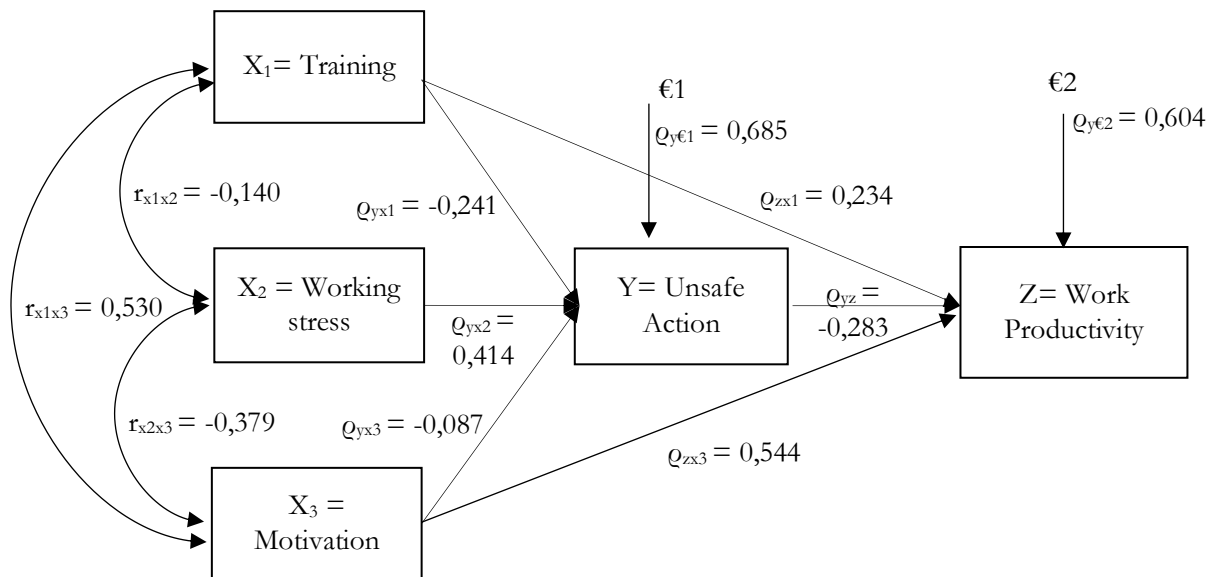 X₁= Training
€1
ϱy€1 = 0,685
€2
ϱy€2 = 0,604
rx1x2 = -0,140
ϱyx1 = -0,241
ϱzx1 = 0,234
X₂ = Working
stress
Y= Unsafe
Action
Z= Work
Productivity
rx1x3 = 0,530
ϱyx2 =
0,414
ϱyz =
-0,283
rx2x3 = -0,379
ϱyx3 = -0,087
ϱzx3 = 0,544
X₃ =
Motivation